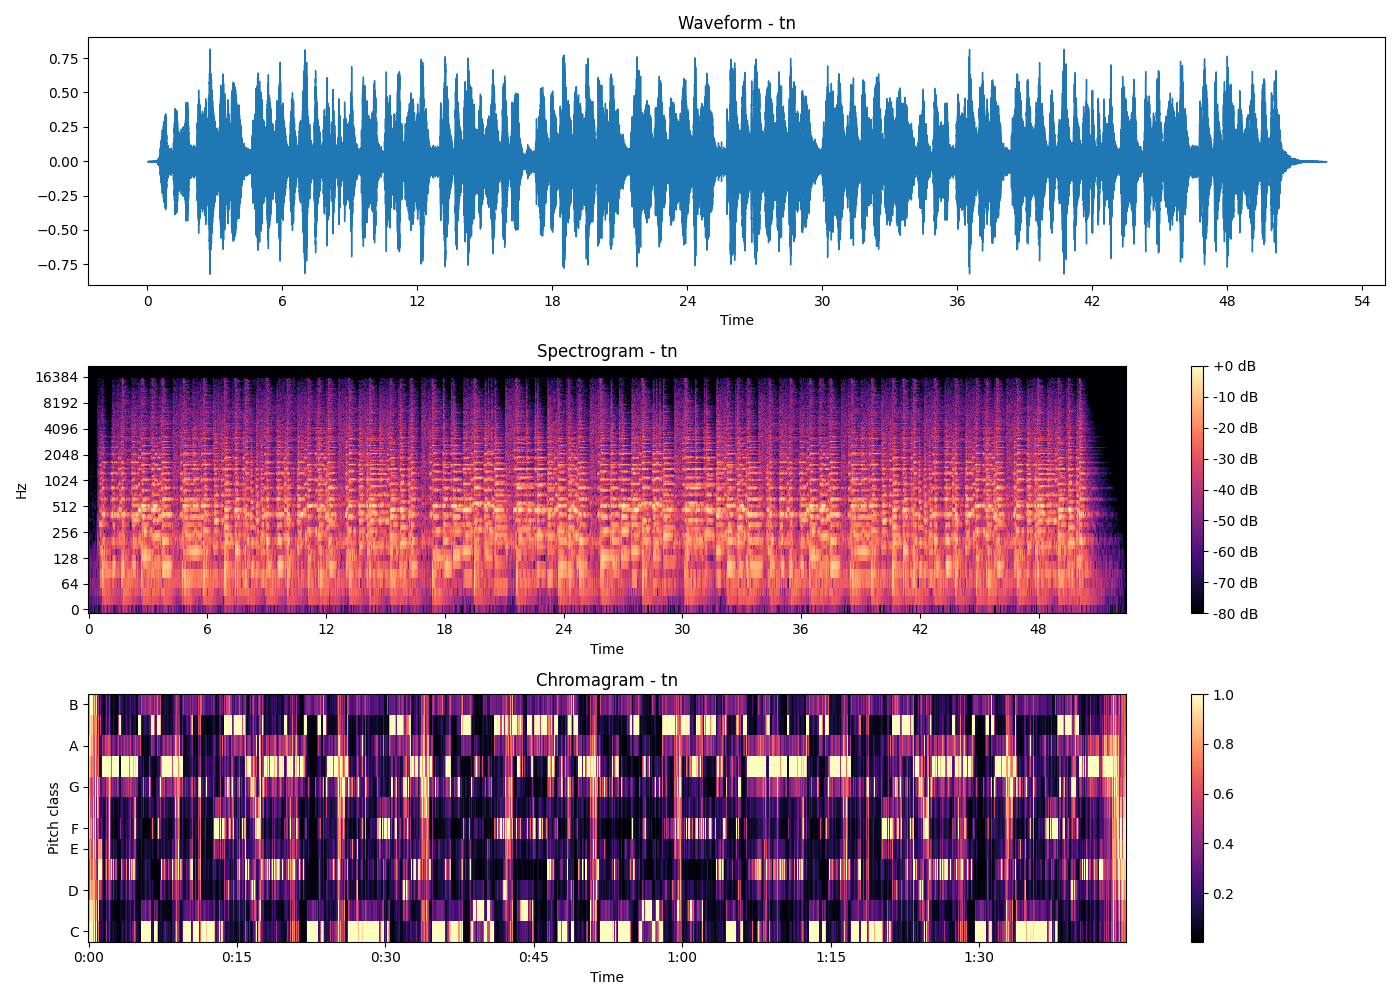 Waveform - tn
0.75
0.50
0.25
0.00
−0.25
−0.50
−0.75
0 6 12 18 24 30 36 42 48 54
Time
Spectrogram - tn
Hz
16384
8192
4096
2048
1024
512
256
128
64
0
0 6 12 18 24 30 36 42 48
Time
+0 dB
-10 dB
-20 dB
-30 dB
-40 dB
-50 dB
-60 dB
-70 dB
-80 dB
Chromagram - tn
Pitch class
B
A
G
F
E
D
C
0:00 0:15 0:30 0:45 1:00 1:15 1:30
Time
1.0
0.8
0.6
0.4
0.2